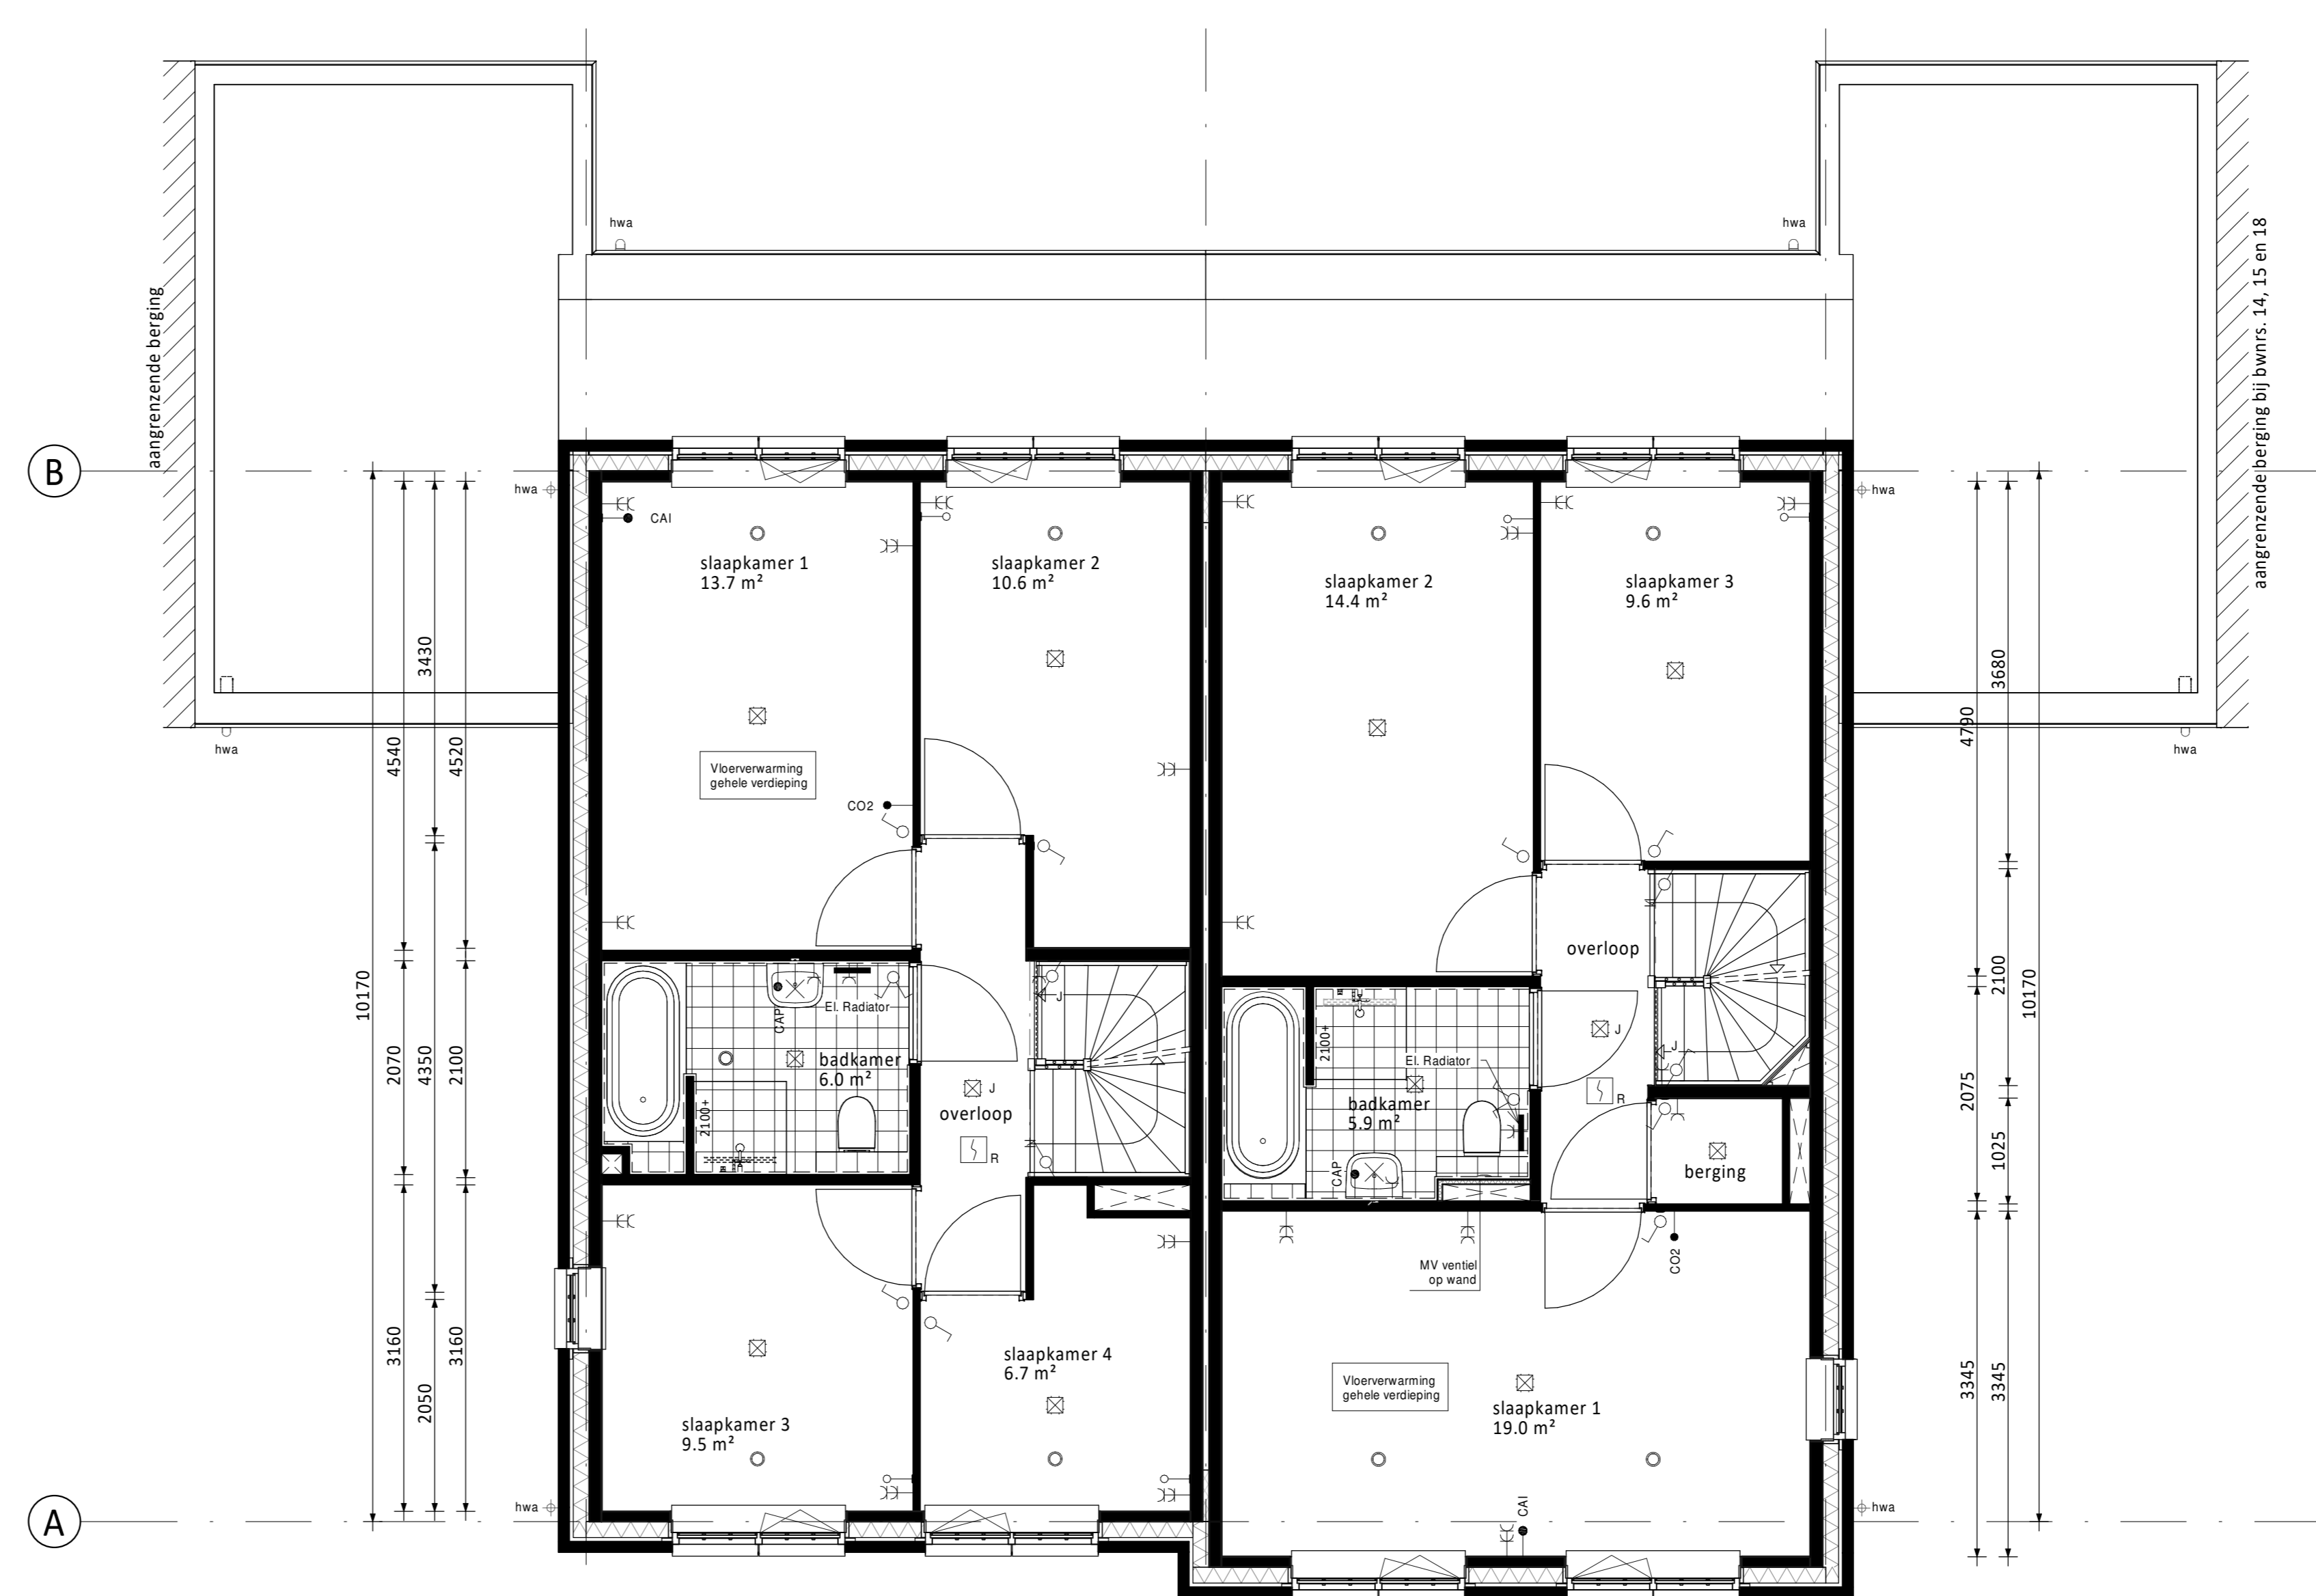 hwa
hwa
aangrenzende berging
aangrenzende berging bij bwnrs. 14, 15 en 18
B
hwa
hwa
CAI
slaapkamer 1
13.7 m²
slaapkamer 2
10.6 m²
slaapkamer 2
14.4 m²
slaapkamer 3
9.6 m²
3430
3680
4540
4520
4790
hwa
hwa
Vloerverwarming
gehele verdieping
CO2
overloop
10170
2070
4350
2100
2100
10170
J
El. Radiator
CAP
badkamer
6.0 m²
2100+
J
overloop
R
2100+
El. Radiator
badkamer
5.9 m²
CAP
J
J
R
2075
1025
berging
MV ventiel
op wand
CO2
3160
2050
3160
slaapkamer 4
6.7 m²
slaapkamer 3
9.5 m²
Vloerverwarming
gehele verdieping
slaapkamer 1
19.0 m²
3345
3345
CAI
hwa
hwa
A